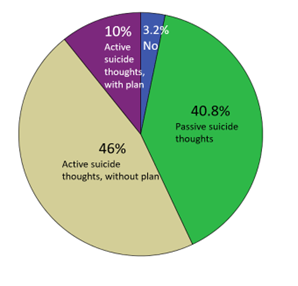 3.2%
No
40.8%
Passive suicide
thoughts
46%
Active suicide
thoughts, without plan
10%
Active
suicide
thoughts,
with plan